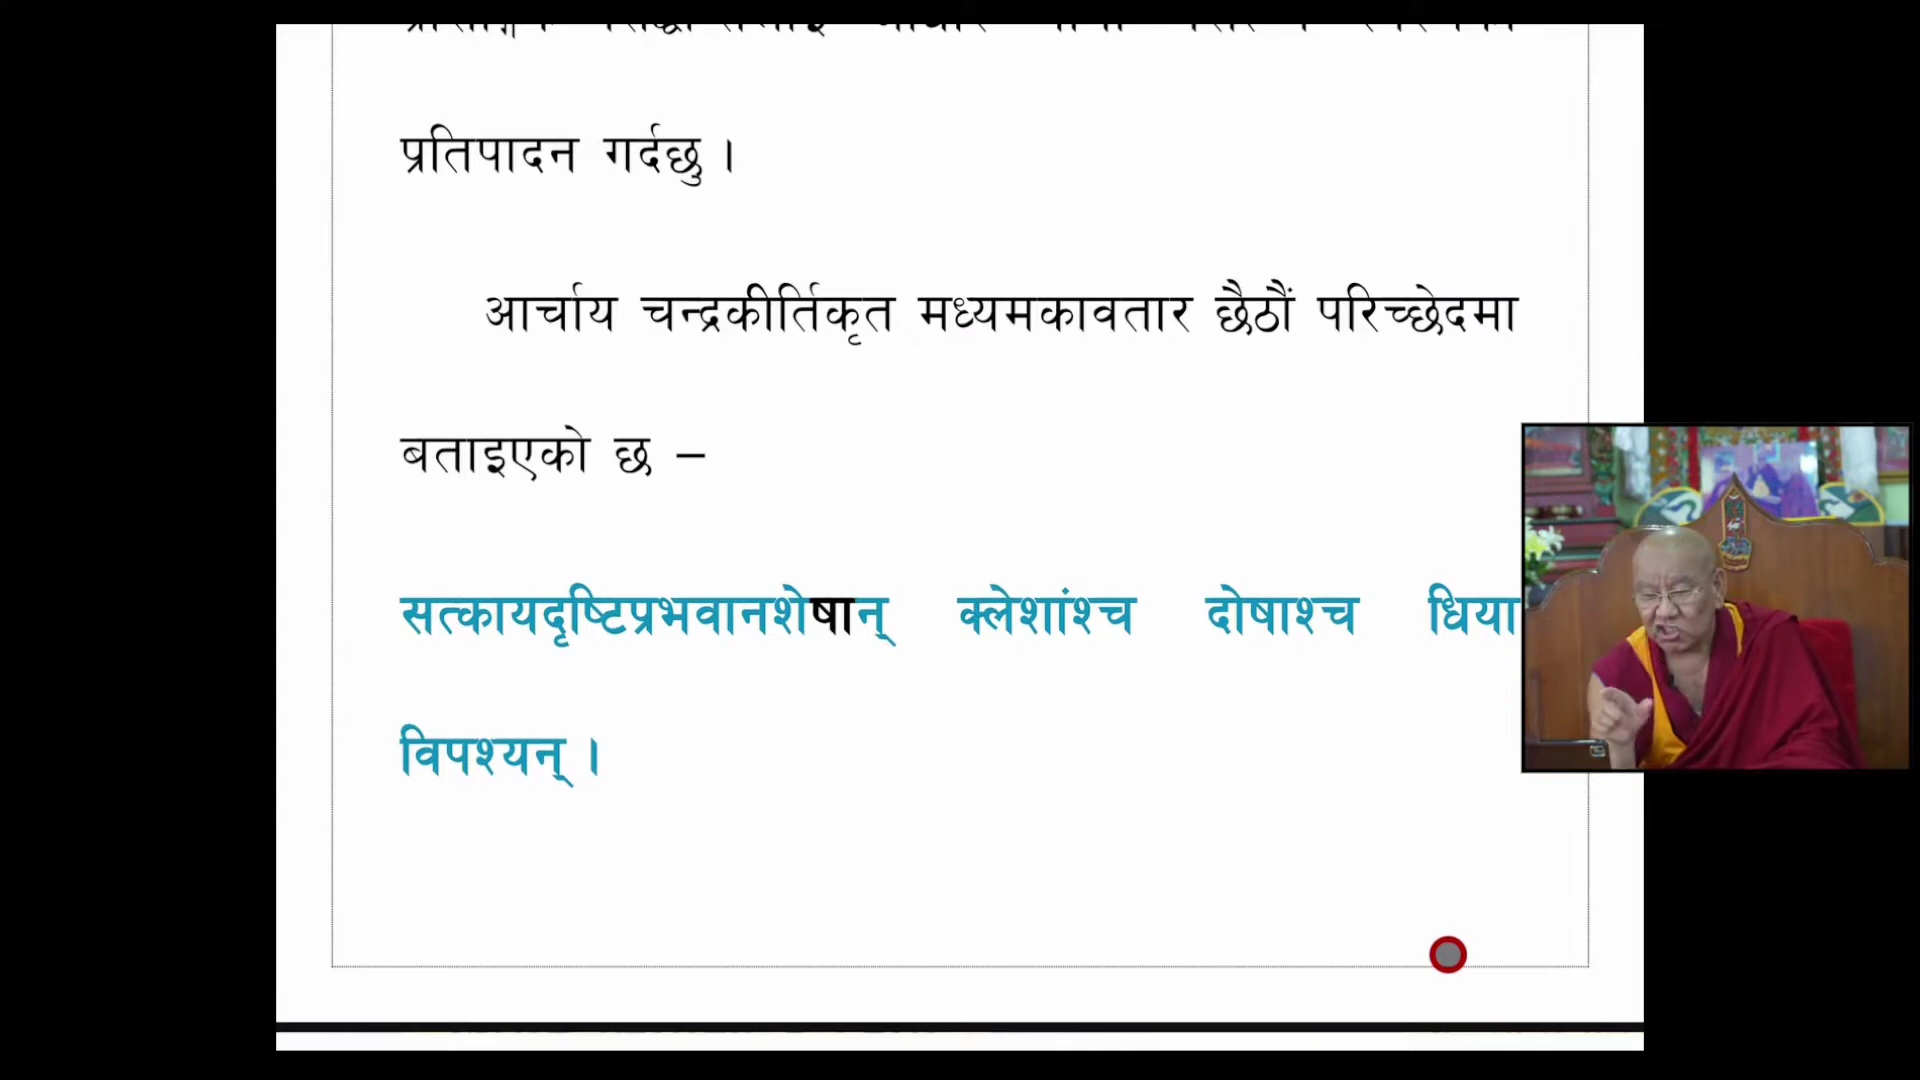 प्रतिपादन गर्दछु ।
आर्चाय चन्द्रकीर्तिकृत मध्यमकावतार छैठौं परिच्छेदमा
बताइएको छ –
सत्कायदृष्टिप्रभवानशेषान् क्लेशांश्च दोषाश्च धिया
विपश्यन् ।